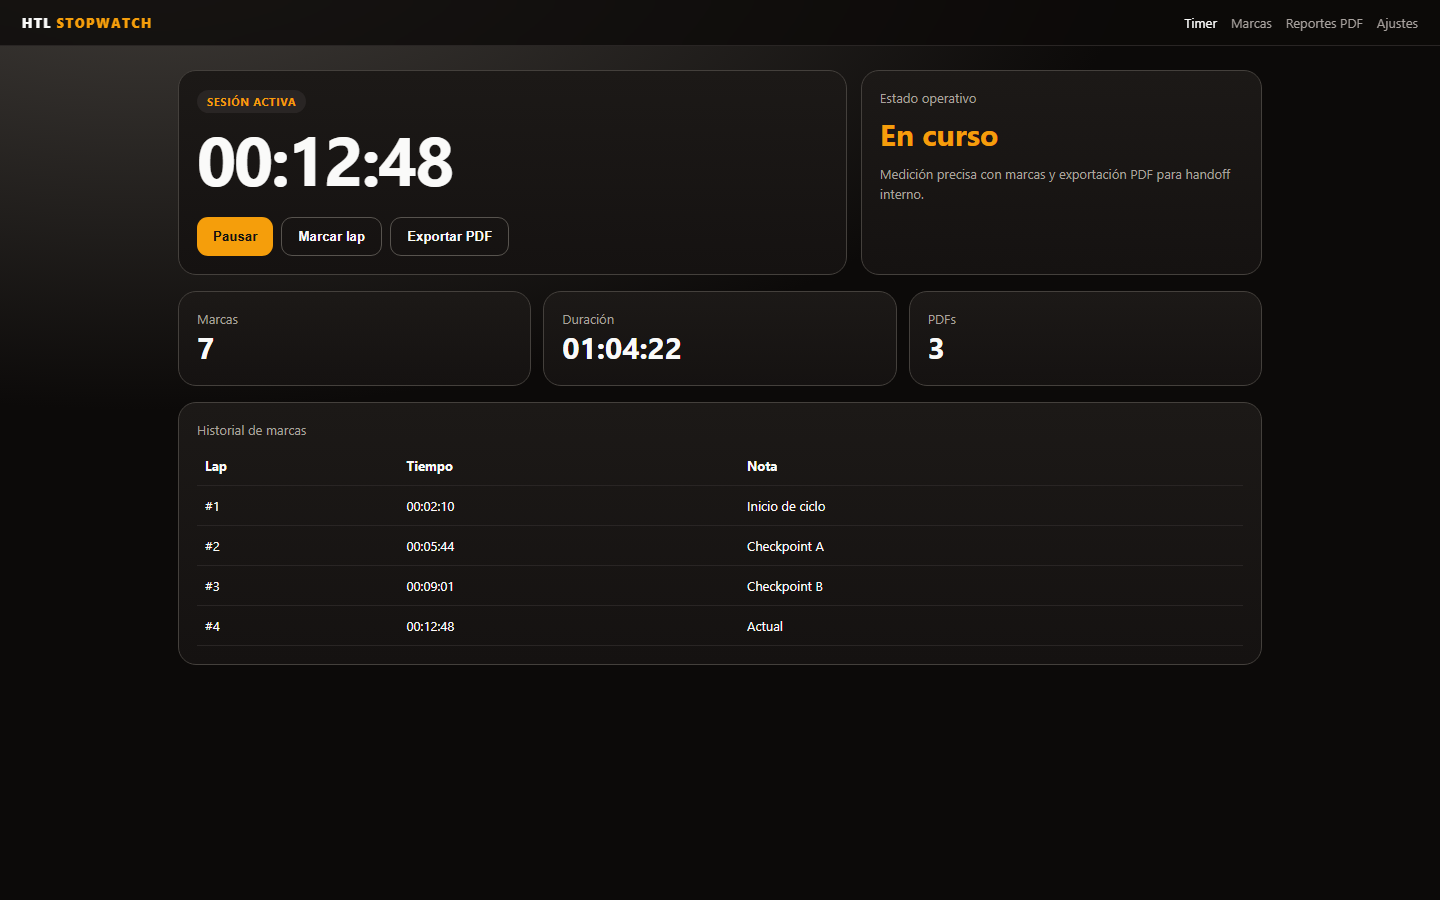 HTL STOPWATCH
Timer Marcas Reportes PDF Ajustes
SESIÓN ACTIVA
00:12:48
Pausar Marcar lap Exportar PDF
Estado operativo
En curso
Medición precisa con marcas y exportación PDF para handoff
interno.
Marcas
7
Duración
01:04:22
PDFs
3
Historial de marcas
Lap Tiempo Nota
#1 00:02:10 Inicio de ciclo
#2 00:05:44 Checkpoint A
#3 00:09:01 Checkpoint B
#4 00:12:48 Actual